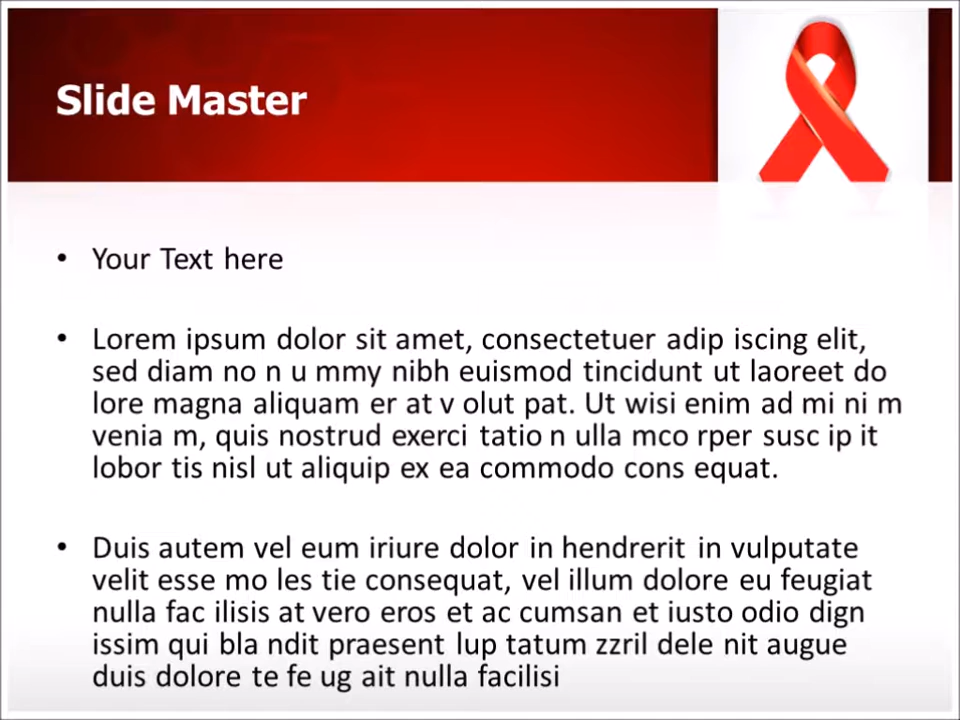 Slide Master
• Your Text here
• Lorem ipsum dolor sit amet, consectetuer adip iscing elit,
sed diam no n u mmy nibh euismod tincidunt ut laoreet do
lore magna aliquam er at v olut pat. Ut wisi enim ad mi ni m
venia m, quis nostrud exerci tatio n ulla mco rper susc ip it
lobor tis nisl ut aliquip ex ea commodo cons equat.
• Duis autem vel eum iriure dolor in hendrerit in vulputate
velit esse mo les tie consequat, vel illum dolore eu feugiat
nulla fac ilisis at vero eros et ac cumsan et iusto odio dign
issim qui bla ndit praesent lup tatum zzril dele nit augue
duis dolore te fe ug ait nulla facilisi